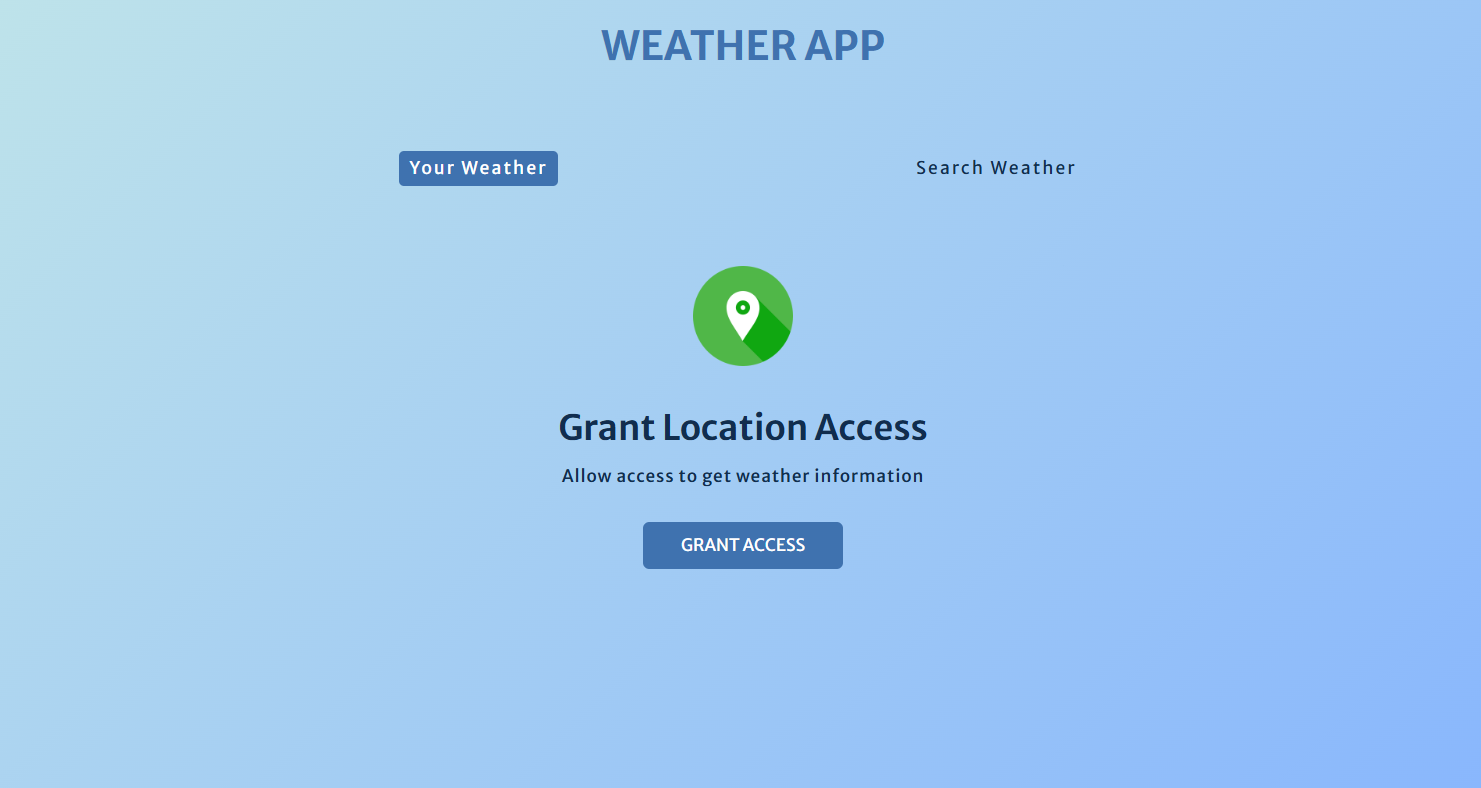 WEATHER APP
Your Weather
Search Weather
Grant Location Access
Allow access to get weather information
GRANT ACCESS